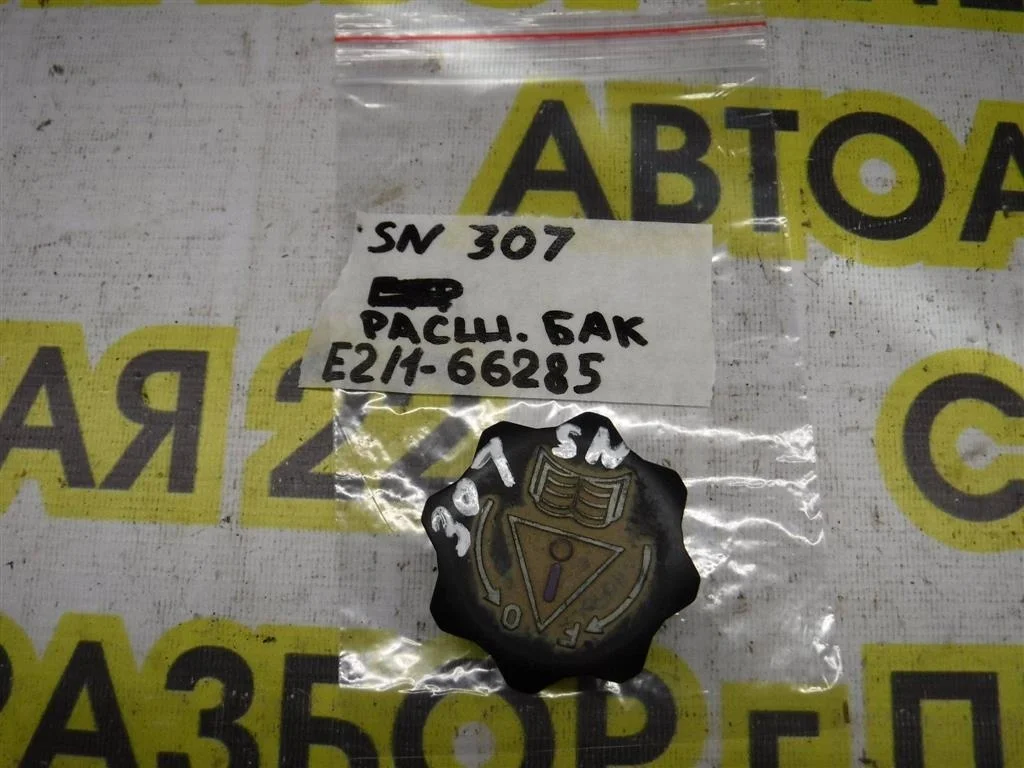 АВТОА
SN 307
РАСШ. БАК
E2/1-66285
АЯ 22
С
SN
307
O
F
РАЗБОР г П